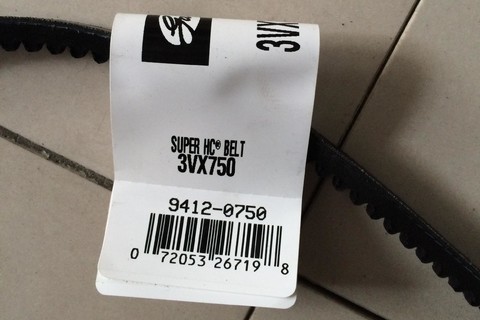 3VX
SUPER HC® BELT
3VX750
9412-0750
0 72053 26719 8